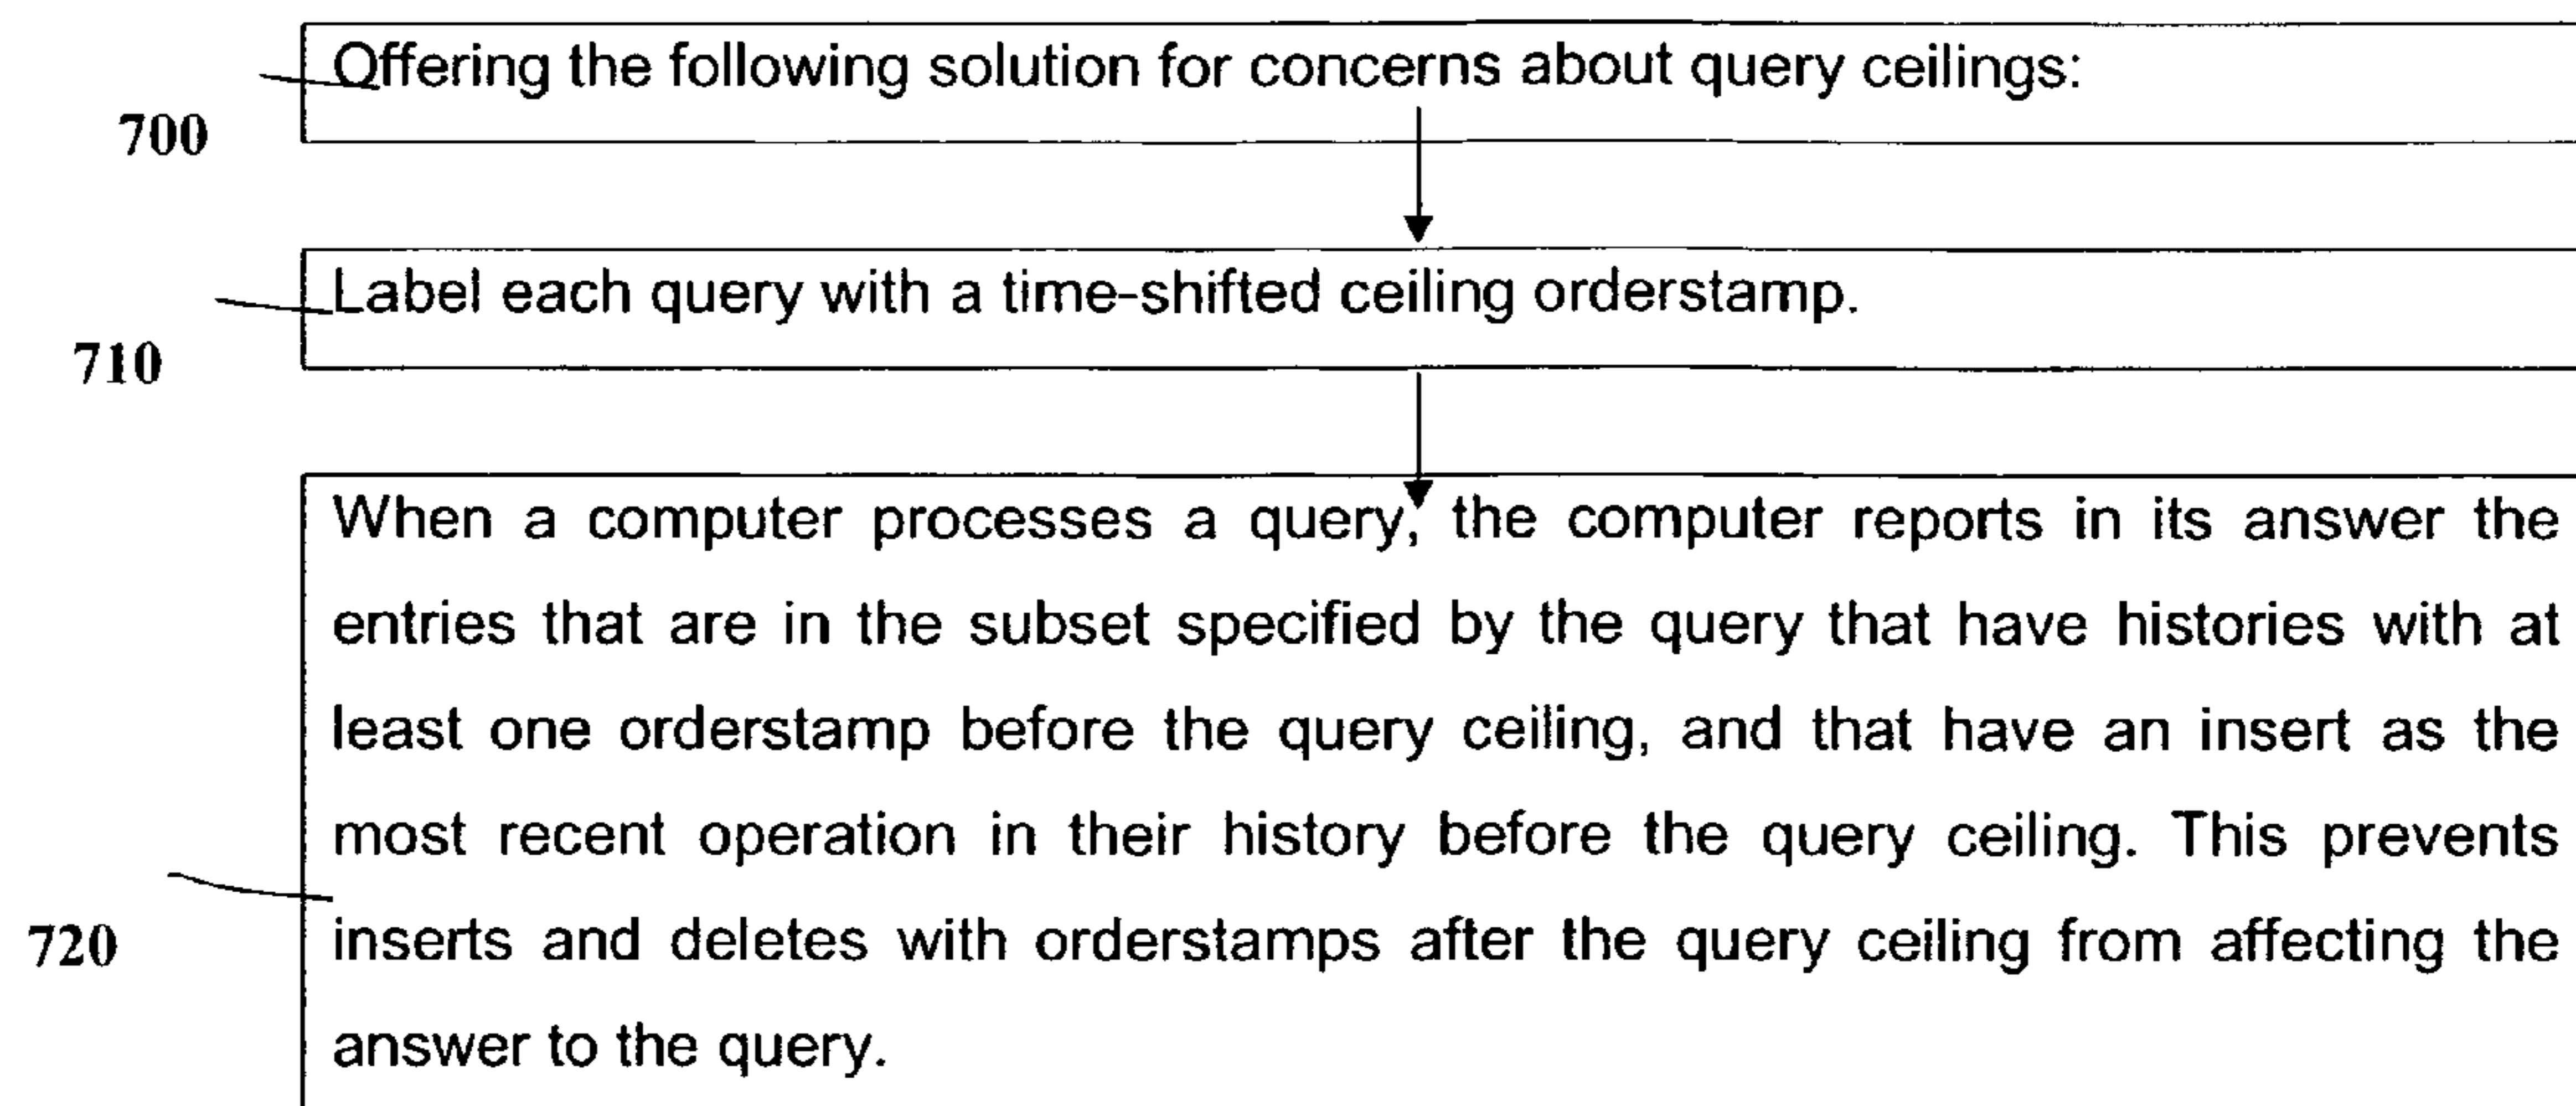 Offering the following solution for concerns about query ceilings:
700
Label each query with a time-shifted ceiling orderstamp.
710
When a computer processes a query, the computer reports in its answer the
entries that are in the subset specified by the query that have histories with at
least one orderstamp before the query ceiling, and that have an insert as the
most recent operation in their history before the query ceiling. This prevents
inserts and deletes with orderstamps after the query ceiling from affecting the
720
answer to the query.